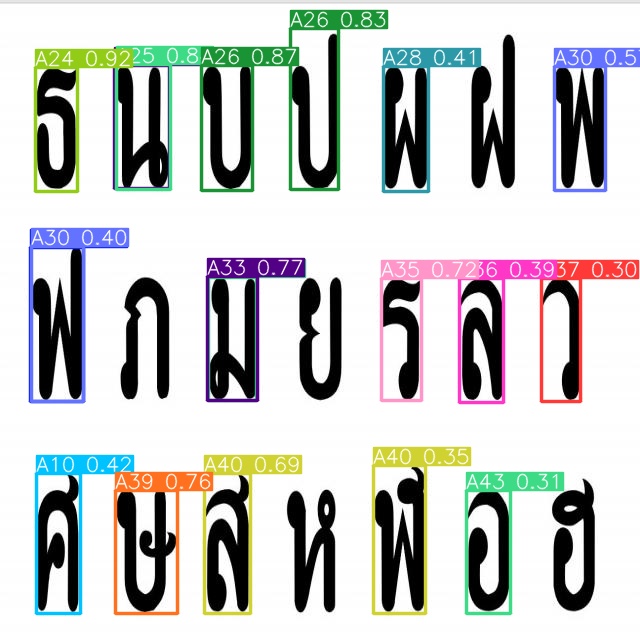 A24 0.92 25 0.8 A26 0.87 A26 0.83 A28 0.41 A30 0.5
ธ น บ ป ผ ฝ พ
A30 0.40 A33 0.77 A35 0.72 36 0.39 37 0.30
ฟ ภ ม ย ร ล ว
A10 0.42 A39 0.76 A40 0.69 A40 0.35 A43 0.31
ศ ษ ส ห ฬ อ ฮ